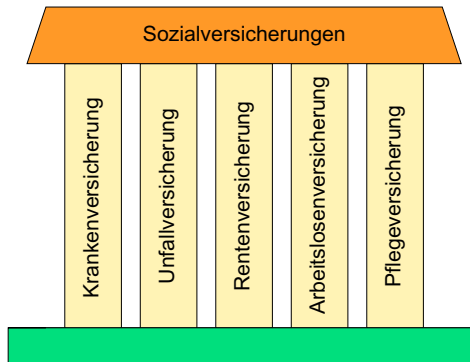 Sozialversicherungen
Krankenversicherung
Unfallversicherung
Rentenversicherung
Arbeitslosenversicherung
Pflegeversicherung